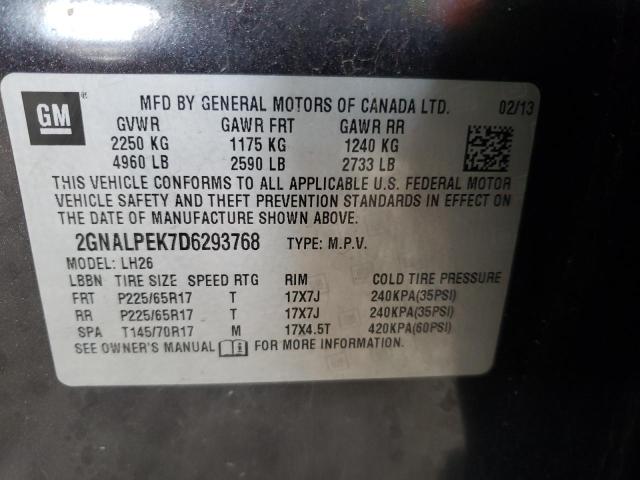 GM®
MFD BY GENERAL MOTORS OF CANADA LTD. 02/13
GVWR GAWR FRT GAWR RR
2250 KG 1175 KG 1240 KG
4960 LB 2590 LB 2733 LB
THIS VEHICLE CONFORMS TO ALL APPLICABLE U.S. FEDERAL MOTOR
VEHICLE SAFETY AND THEFT PREVENTION STANDARDS IN EFFECT ON
THE DATE OF MANUFACTURE SHOWN ABOVE.
2GNALPEK7D6293768 TYPE: M.P.V.
MODEL: LH26
LBBN TIRE SIZE SPEED RTG RIM COLD TIRE PRESSURE
FRT P225/65R17 T 17X7J 240KPA(35PSI)
RR P225/65R17 T 17X7J 240KPA(35PSI)
SPA T145/70R17 M 17X4.5T 420KPA(60PSI)
SEE OWNER'S MANUAL FOR MORE INFORMATION.